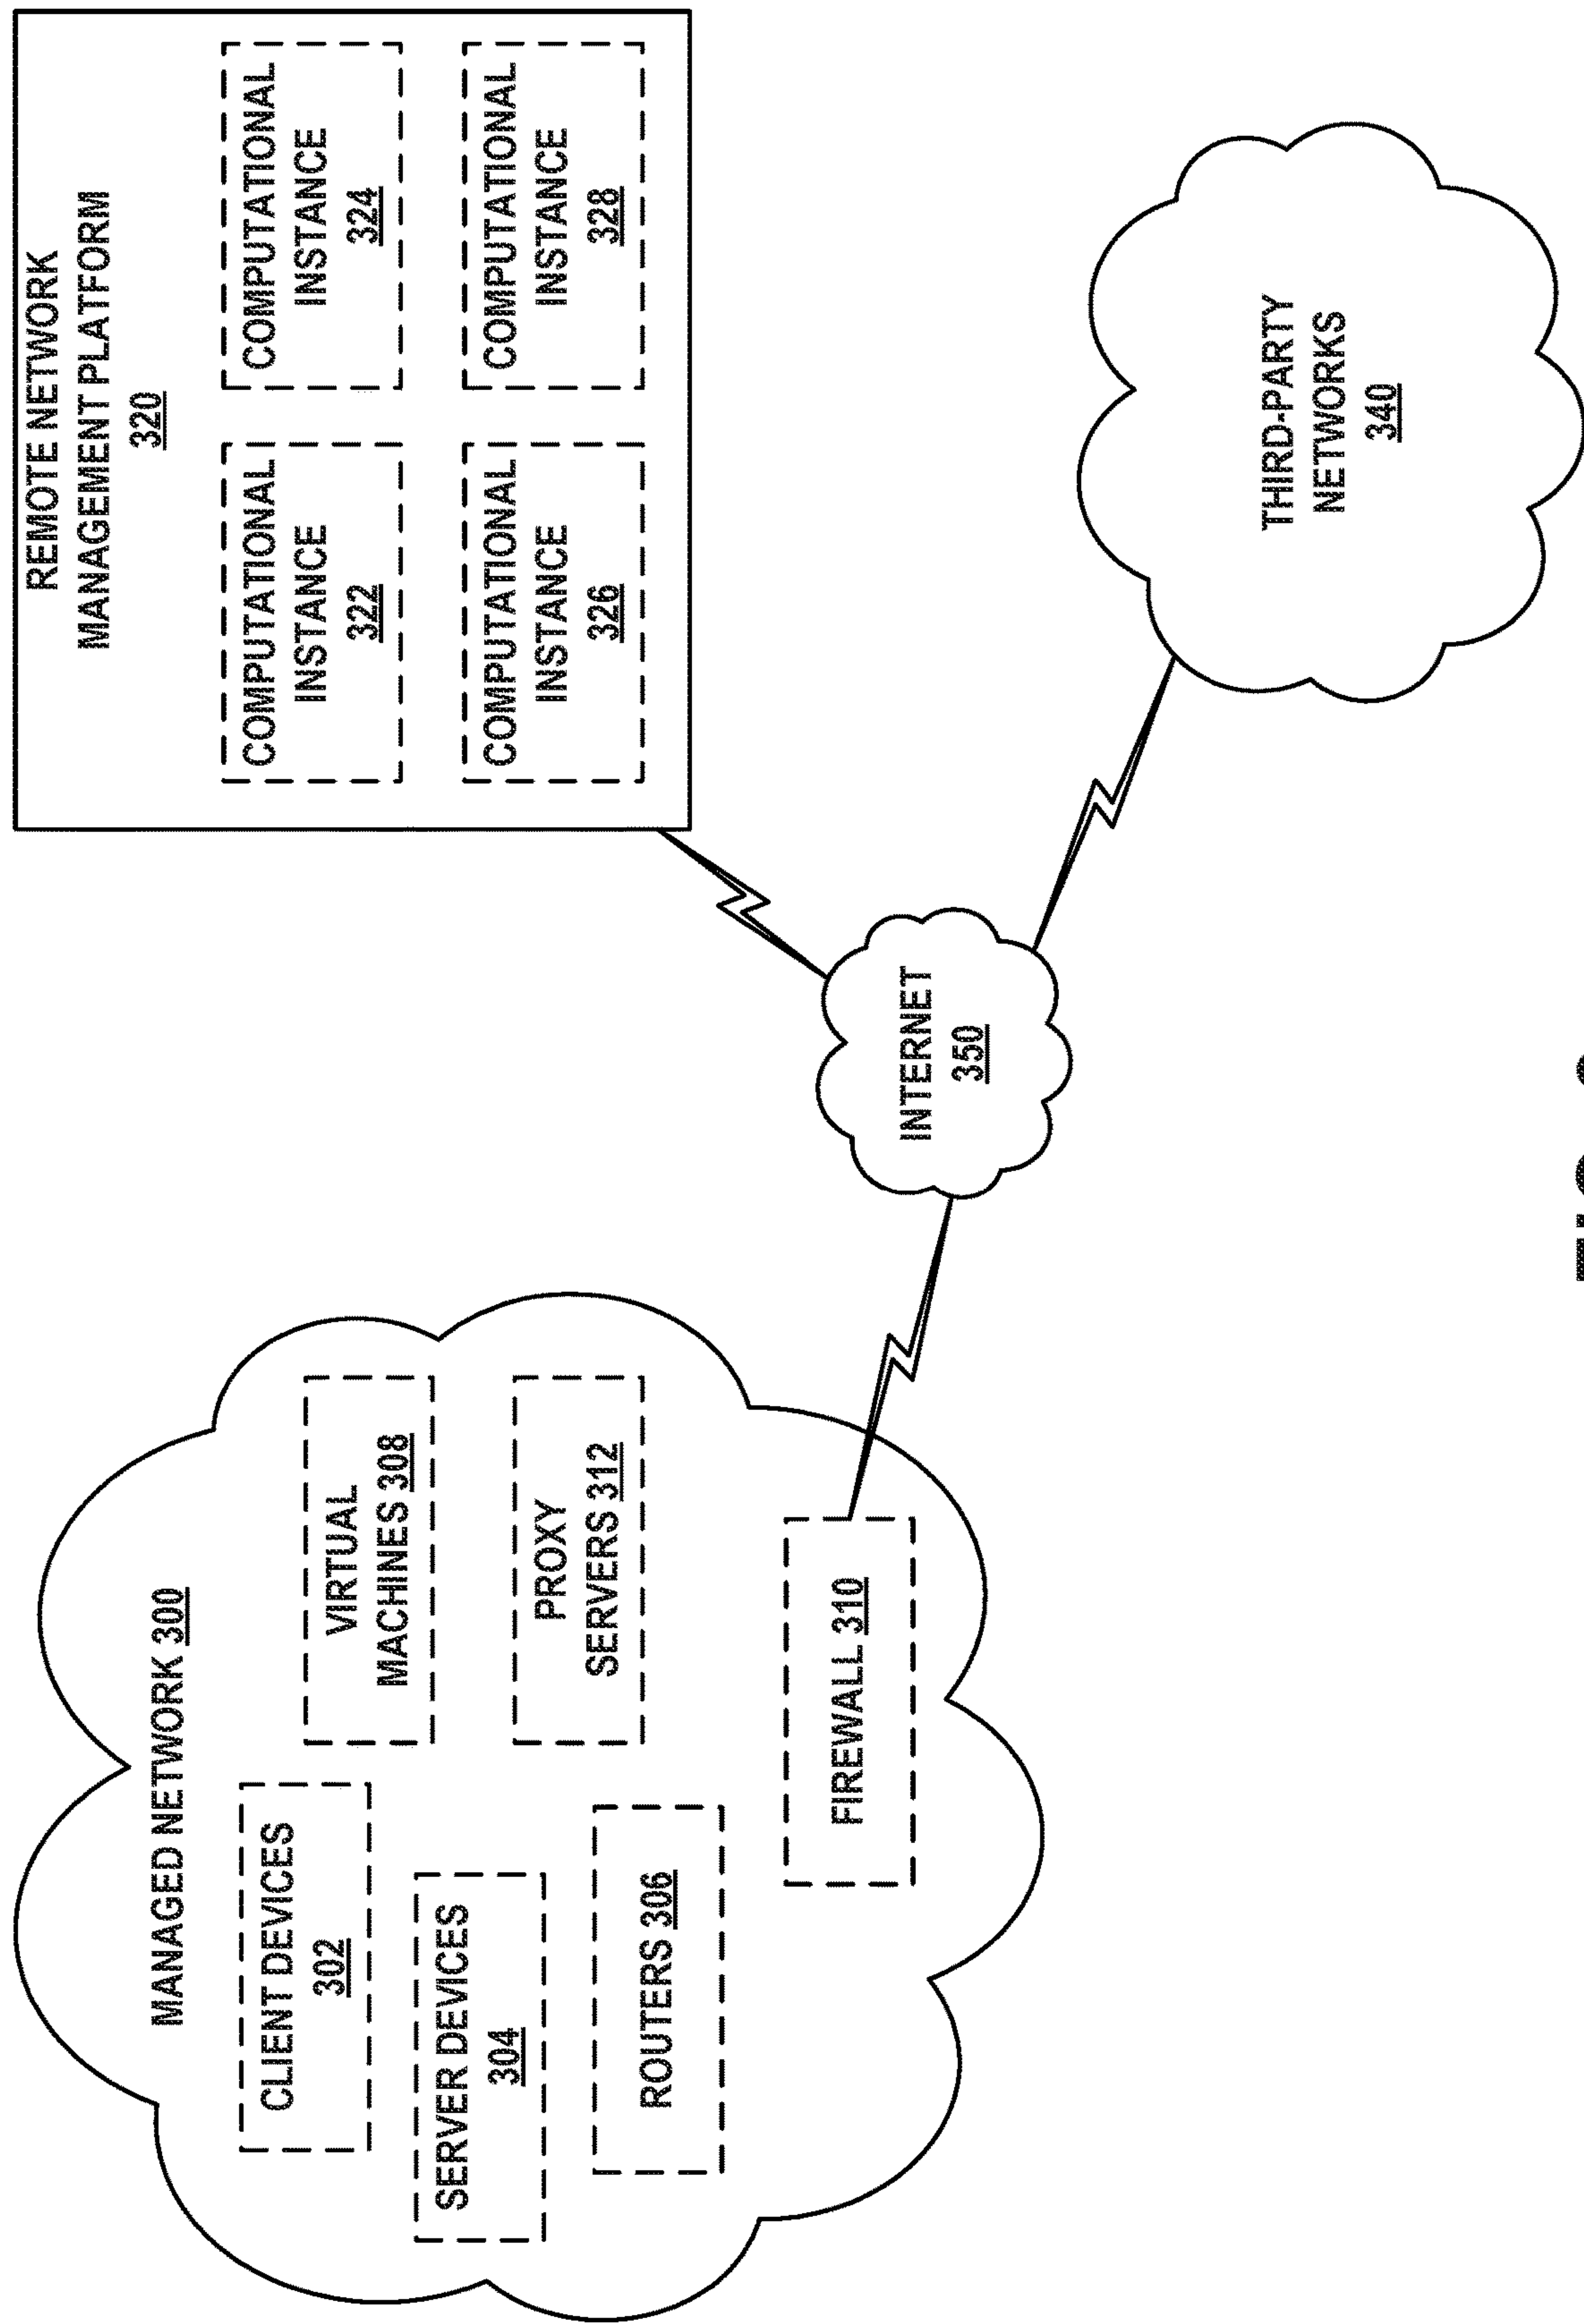 MANAGED NETWORK 300
CLIENT DEVICES
302
VIRTUAL
MACHINES 308
SERVER DEVICES
304
PROXY
SERVERS 312
ROUTERS 306
FIREWALL 310
REMOTE NETWORK
MANAGEMENT PLATFORM
320
COMPUTATIONAL
INSTANCE
322
COMPUTATIONAL
INSTANCE
324
COMPUTATIONAL
INSTANCE
326
COMPUTATIONAL
INSTANCE
328
INTERNET
350
THIRD-PARTY
NETWORKS
340